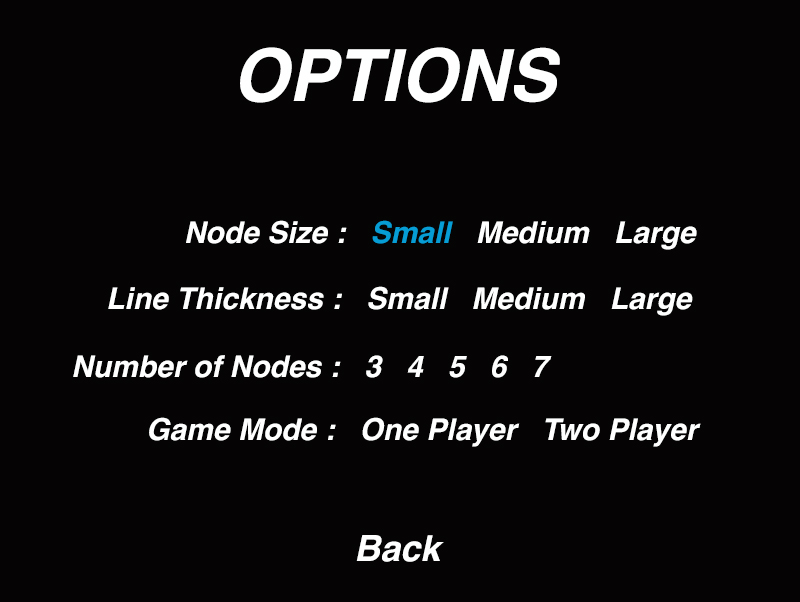 OPTIONS
Node Size : Small Medium Large
Line Thickness : Small Medium Large
Number of Nodes : 3 4 5 6 7
Game Mode : One Player Two Player
Back